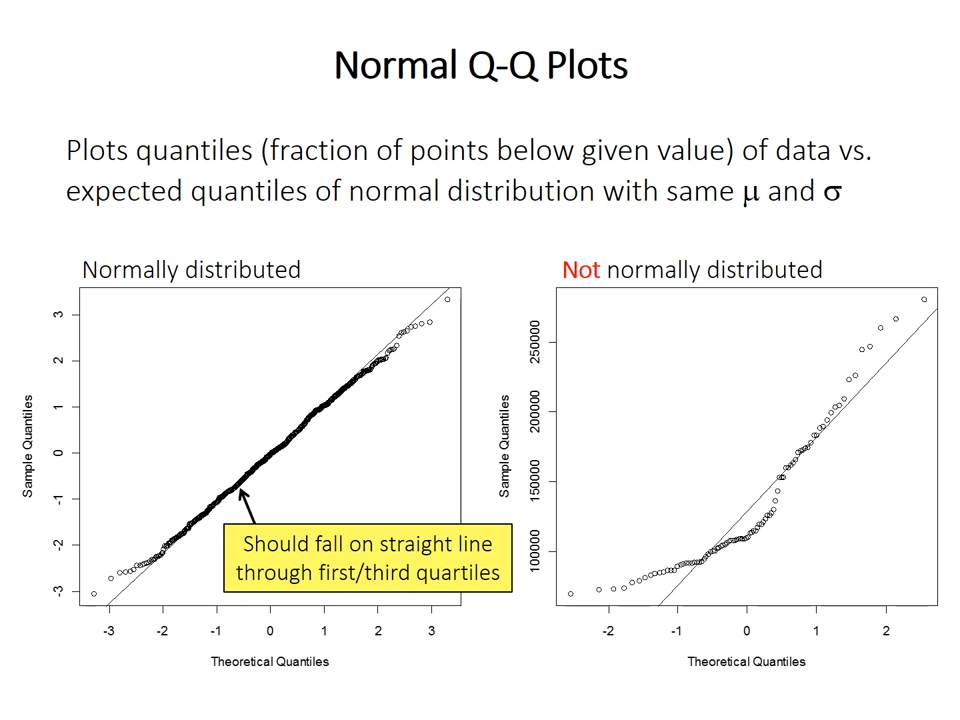 Normal Q-Q Plots
Plots quantiles (fraction of points below given value) of data vs.
expected quantiles of normal distribution with same μ and σ
Normally distributed
3
2
1
0
-1
-2
-3
Sample Quantiles
-3 -2 -1 0 1 2 3
Theoretical Quantiles
Should fall on straight line
through first/third quartiles
Not normally distributed
250000
200000
150000
100000
Sample Quantiles
-2 -1 0 1 2
Theoretical Quantiles